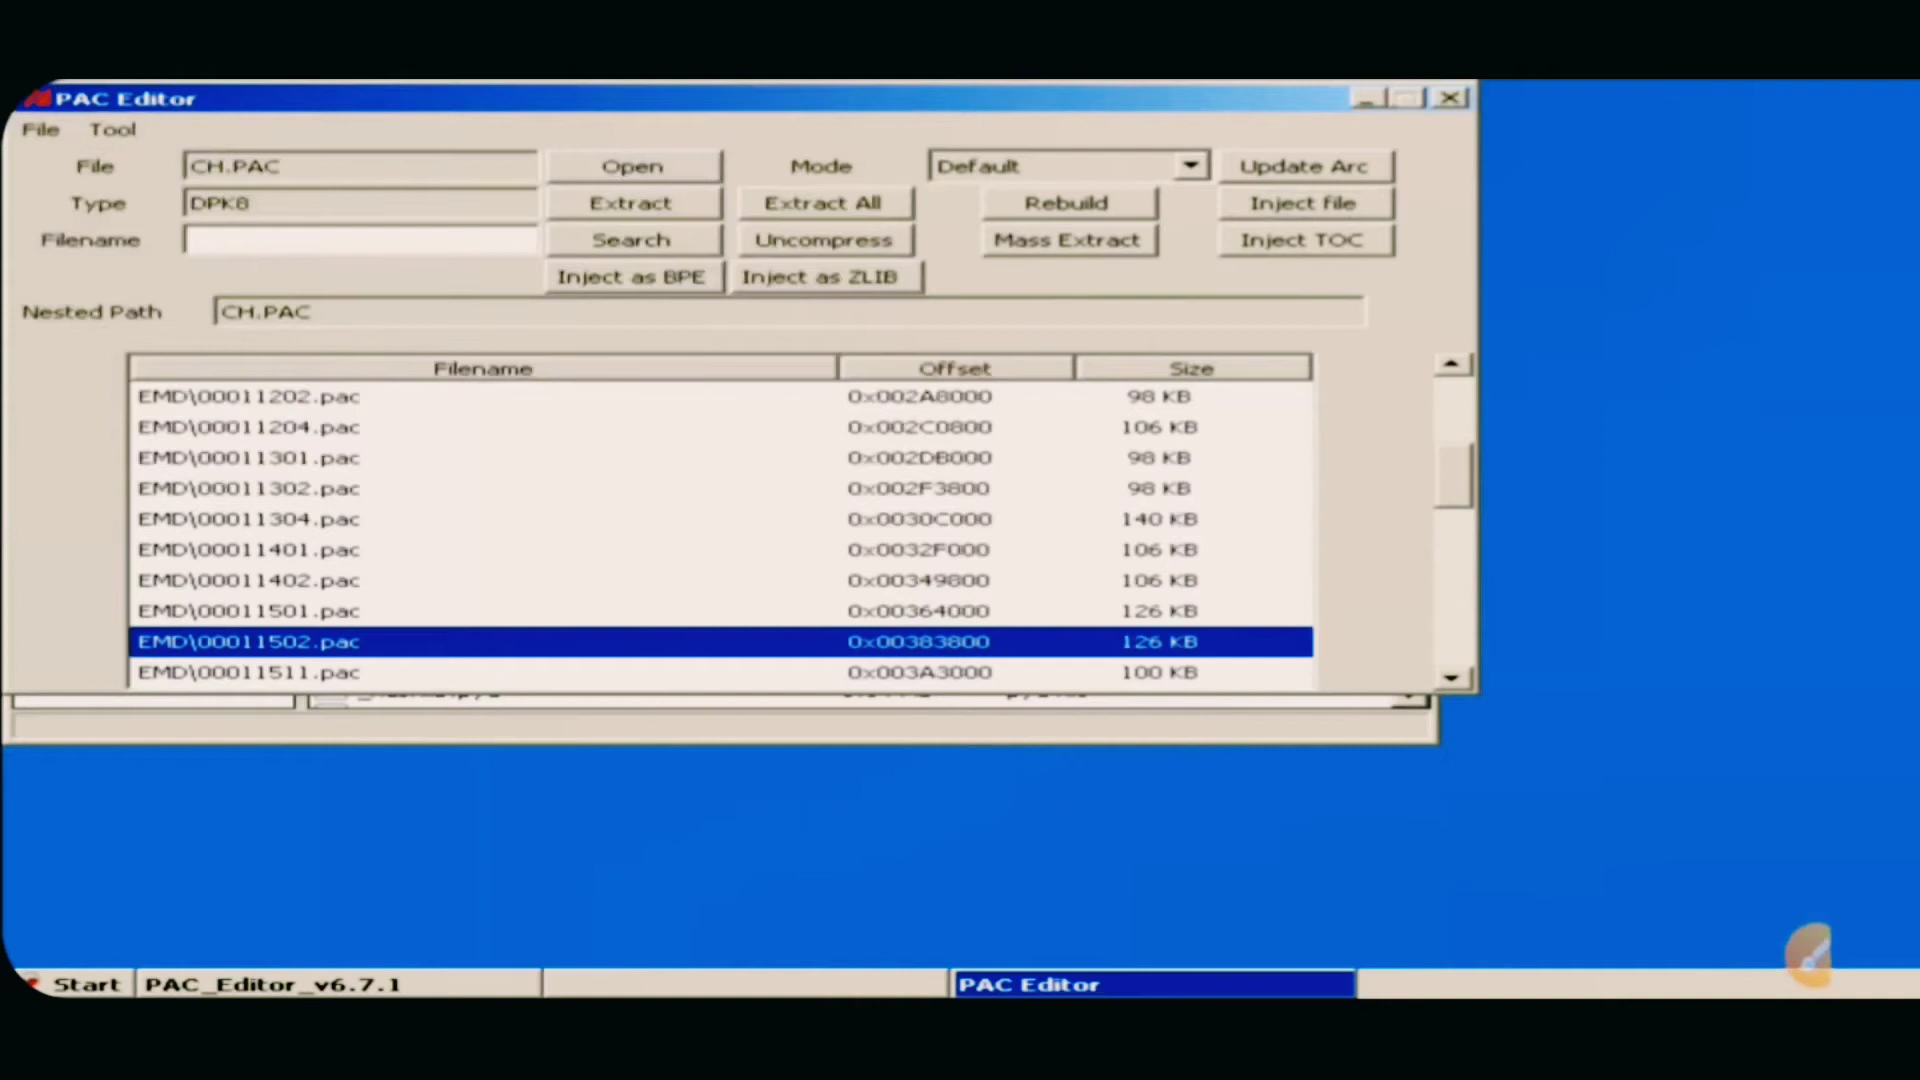 PAC Editor
File Tool
File CH.PAC Open Mode Default Update Arc
Type DPK8 Extract Extract All Rebuild Inject file
Filename Search Uncompress Mass Extract Inject TOC
Inject as BPE Inject as ZLIB
Nested Path CH.PAC
Filename Offset Size
EMD\00011202.pac 0x002A8000 98 KB
EMD\00011204.pac 0x002C0800 106 KB
EMD\00011301.pac 0x002DB000 98 KB
EMD\00011302.pac 0x002F3800 98 KB
EMD\00011304.pac 0x0030C000 140 KB
EMD\00011401.pac 0x0032F000 106 KB
EMD\00011402.pac 0x00349800 106 KB
EMD\00011501.pac 0x00364000 126 KB
EMD\00011502.pac 0x00383800 126 KB
EMD\00011511.pac 0x003A3000 100 KB
Start PAC_Editor_v6.7.1 PAC Editor